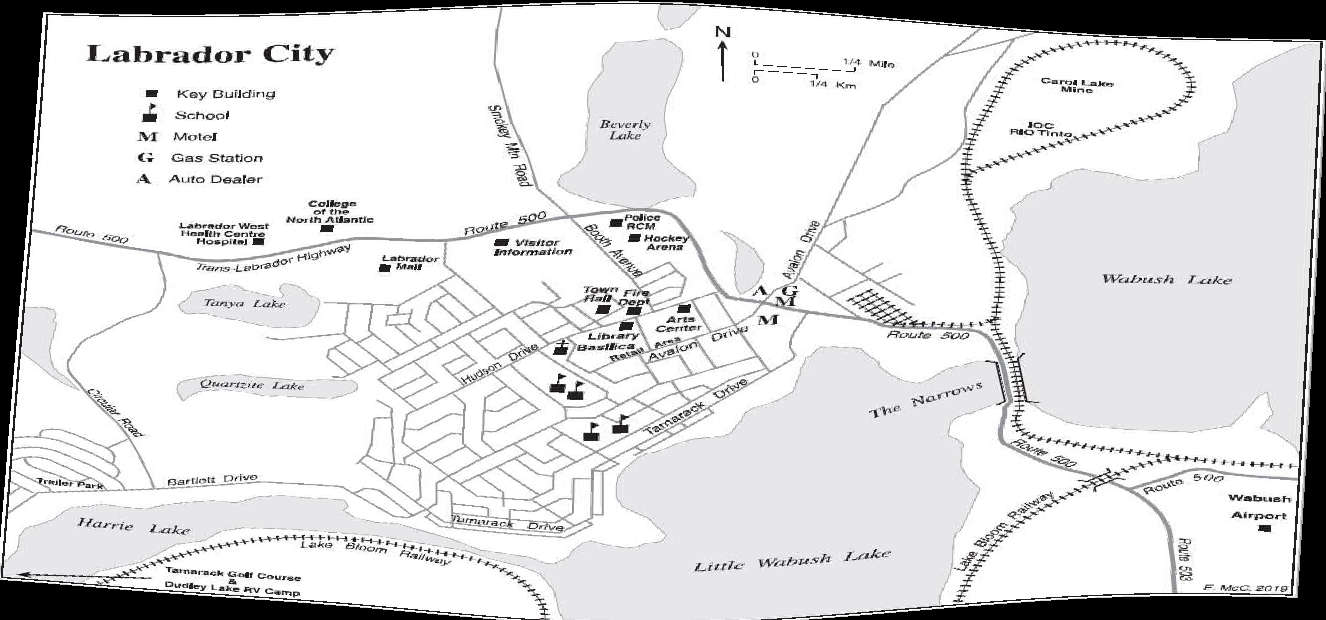 Labrador City
Key Building
School
M Motel
G Gas Station
A Auto Dealer
N
0 1/4 Mile
0 1/4 Km
Smokey Mtn Road
Beverly
Lake
Carol Lake
Mine
IOC
RIO Tinto
Wabush Lake
Route 500
Labrador West
Health Centre
Hospital
College
of the
North Atlantic
Trans-Labrador Highway
Labrador
Mall
Route 500
Visitor
Information
Booth Avenue
Police
RCM
Hockey
Arena
Avalon Drive
A G
M
M
Tanya Lake
Town
Hall
Fire
Dept
Library
Arts
Center
Basilica
Retail Area
Avalon Drive
Hudson Drive
Route 500
Quartzite Lake
Circular Road
Tamarack Drive
The Narrows
Route 500
Trailer Park
Bartlett Drive
Harrie Lake
Tamarack Drive
Lake Bloom Railway
Tamarack Golf Course
&
Dudley Lake RV Camp
Little Wabush Lake
Lake Bloom Railway
Route 500
Wabush
Airport
Route 503
F. McC. 2019